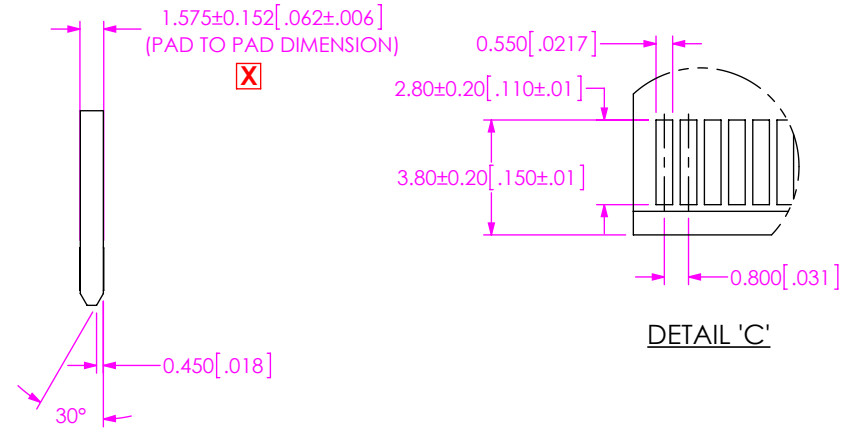 1.575±0.152[.062±.006]
(PAD TO PAD DIMENSION)
X
0.550[.0217]
2.80±0.20[.110±.01]
3.80±0.20[.150±.01]
0.800[.031]
DETAIL 'C'
0.450[.018]
30°